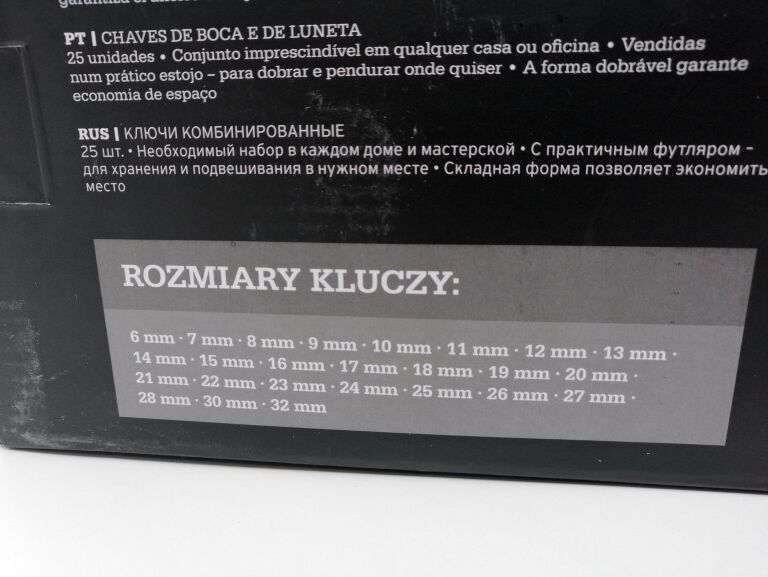 PT | CHAVES DE BOCA E DE LUNETA
25 unidades • Conjunto imprescindível em qualquer casa ou oficina • Vendidas
num prático estojo – para dobrar e pendurar onde quiser • A forma dobrável garante
economia de espaço
RUS | КЛЮЧИ КОМБИНИРОВАННЫЕ
25 шт. • Необходимый набор в каждом доме и мастерской • С практичным футляром –
для хранения и подвешивания в нужном месте • Складная форма позволяет экономить
место
ROZMIARY KLUCZY:
6 mm · 7 mm · 8 mm · 9 mm · 10 mm · 11 mm · 12 mm · 13 mm ·
14 mm · 15 mm · 16 mm · 17 mm · 18 mm · 19 mm · 20 mm ·
21 mm · 22 mm · 23 mm · 24 mm · 25 mm · 26 mm · 27 mm ·
28 mm · 30 mm · 32 mm